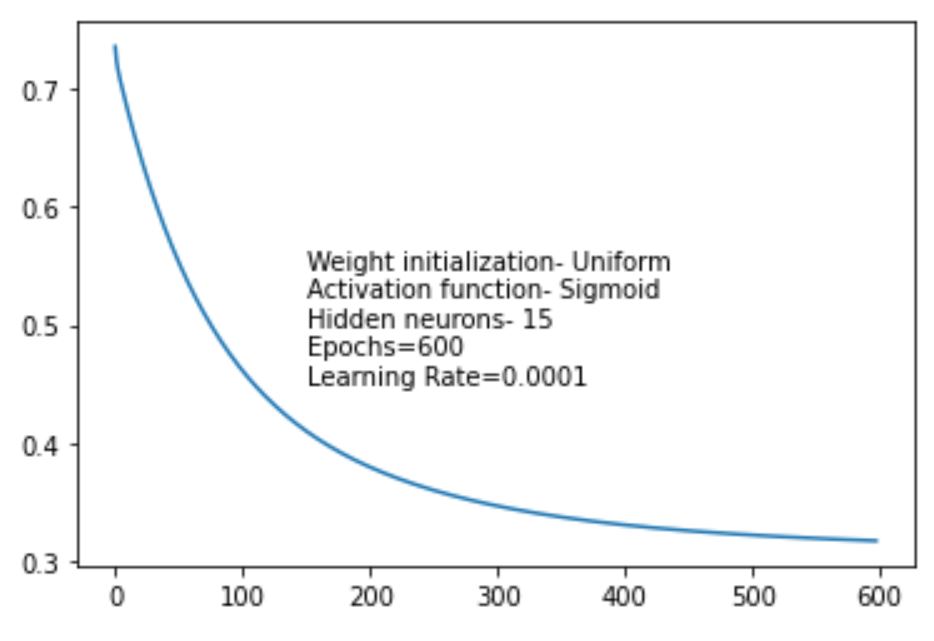 0.7
0.6
Weight initialization- Uniform
Activation function- Sigmoid
0.5
Hidden neurons- 15
Epochs=600
Learning Rate=0.0001
0.4
0.3
0 100 200 300 400 500 600